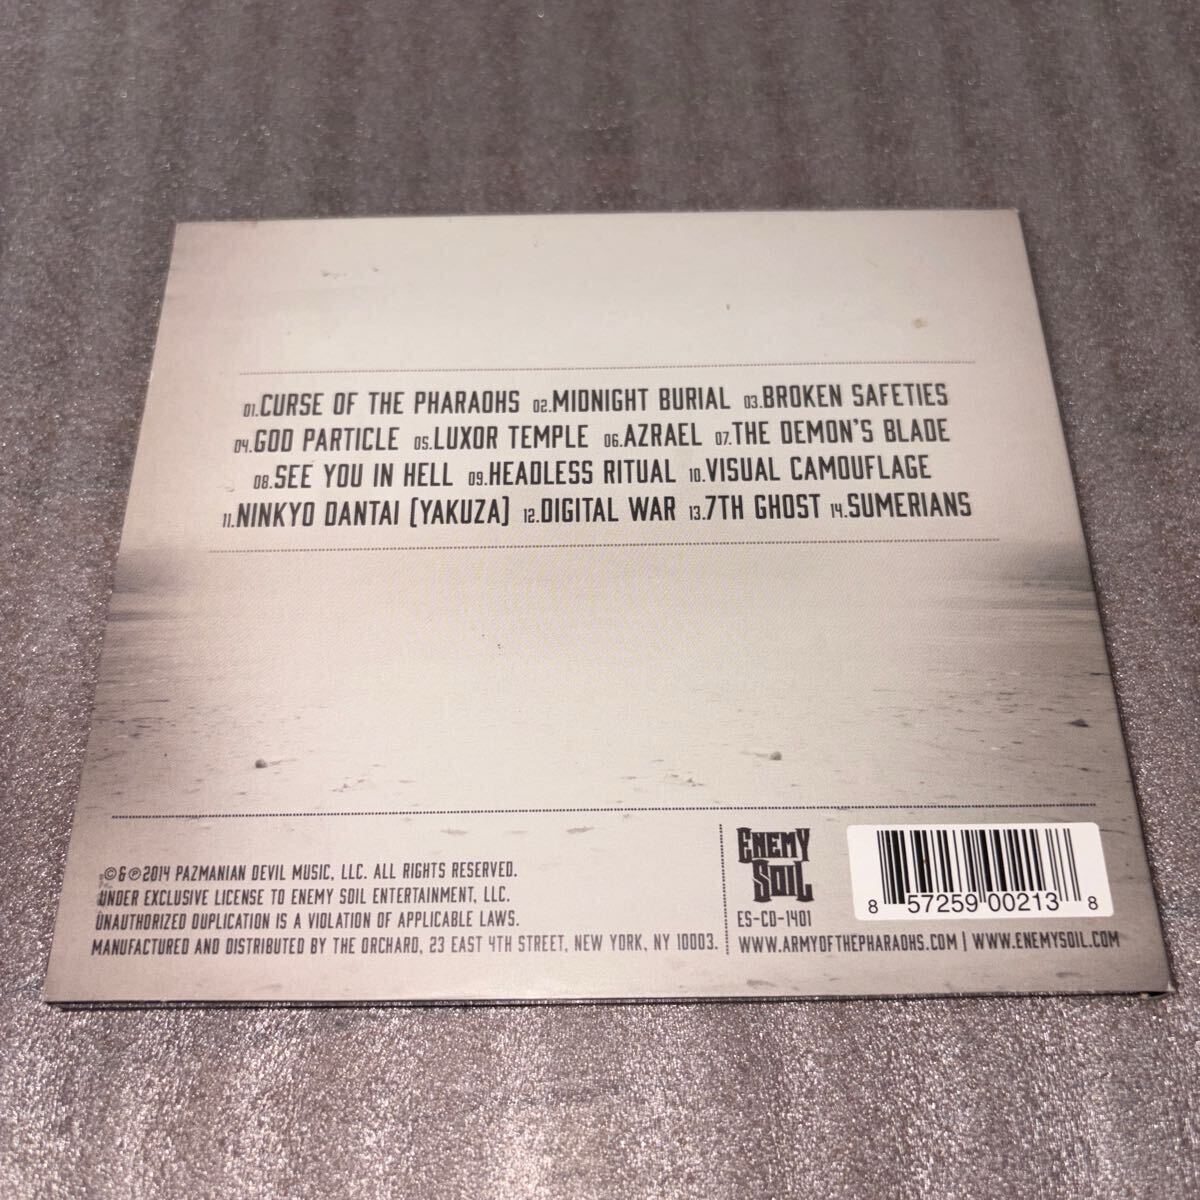 01.CURSE OF THE PHARAOHS 02.MIDNIGHT BURIAL 03.BROKEN SAFETIES
04.GOD PARTICLE 05.LUXOR TEMPLE 06.AZRAEL 07.THE DEMON'S BLADE
08.SEE YOU IN HELL 09.HEADLESS RITUAL 10.VISUAL CAMOUFLAGE
11.NINKYO DANTAI (YAKUZA) 12.DIGITAL WAR 13.7TH GHOST 14.SUMERIANS
©&℗2014 PAZMANIAN DEVIL MUSIC, LLC. ALL RIGHTS RESERVED.
UNDER EXCLUSIVE LICENSE TO ENEMY SOIL ENTERTAINMENT, LLC.
UNAUTHORIZED DUPLICATION IS A VIOLATION OF APPLICABLE LAWS.
MANUFACTURED AND DISTRIBUTED BY THE ORCHARD, 23 EAST 4TH STREET, NEW YORK, NY 10003.
ENEMY
SOIL
ES-CD-1401
8 57259 00213 8
WWW.ARMYOFTHEPHARAOHS.COM | WWW.ENEMYSOIL.COM